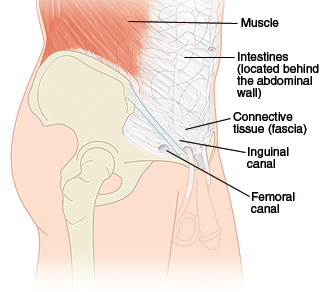 Muscle
Intestines
(located behind
the abdominal
wall)
Connective
tissue (fascia)
Inguinal
canal
Femoral
canal